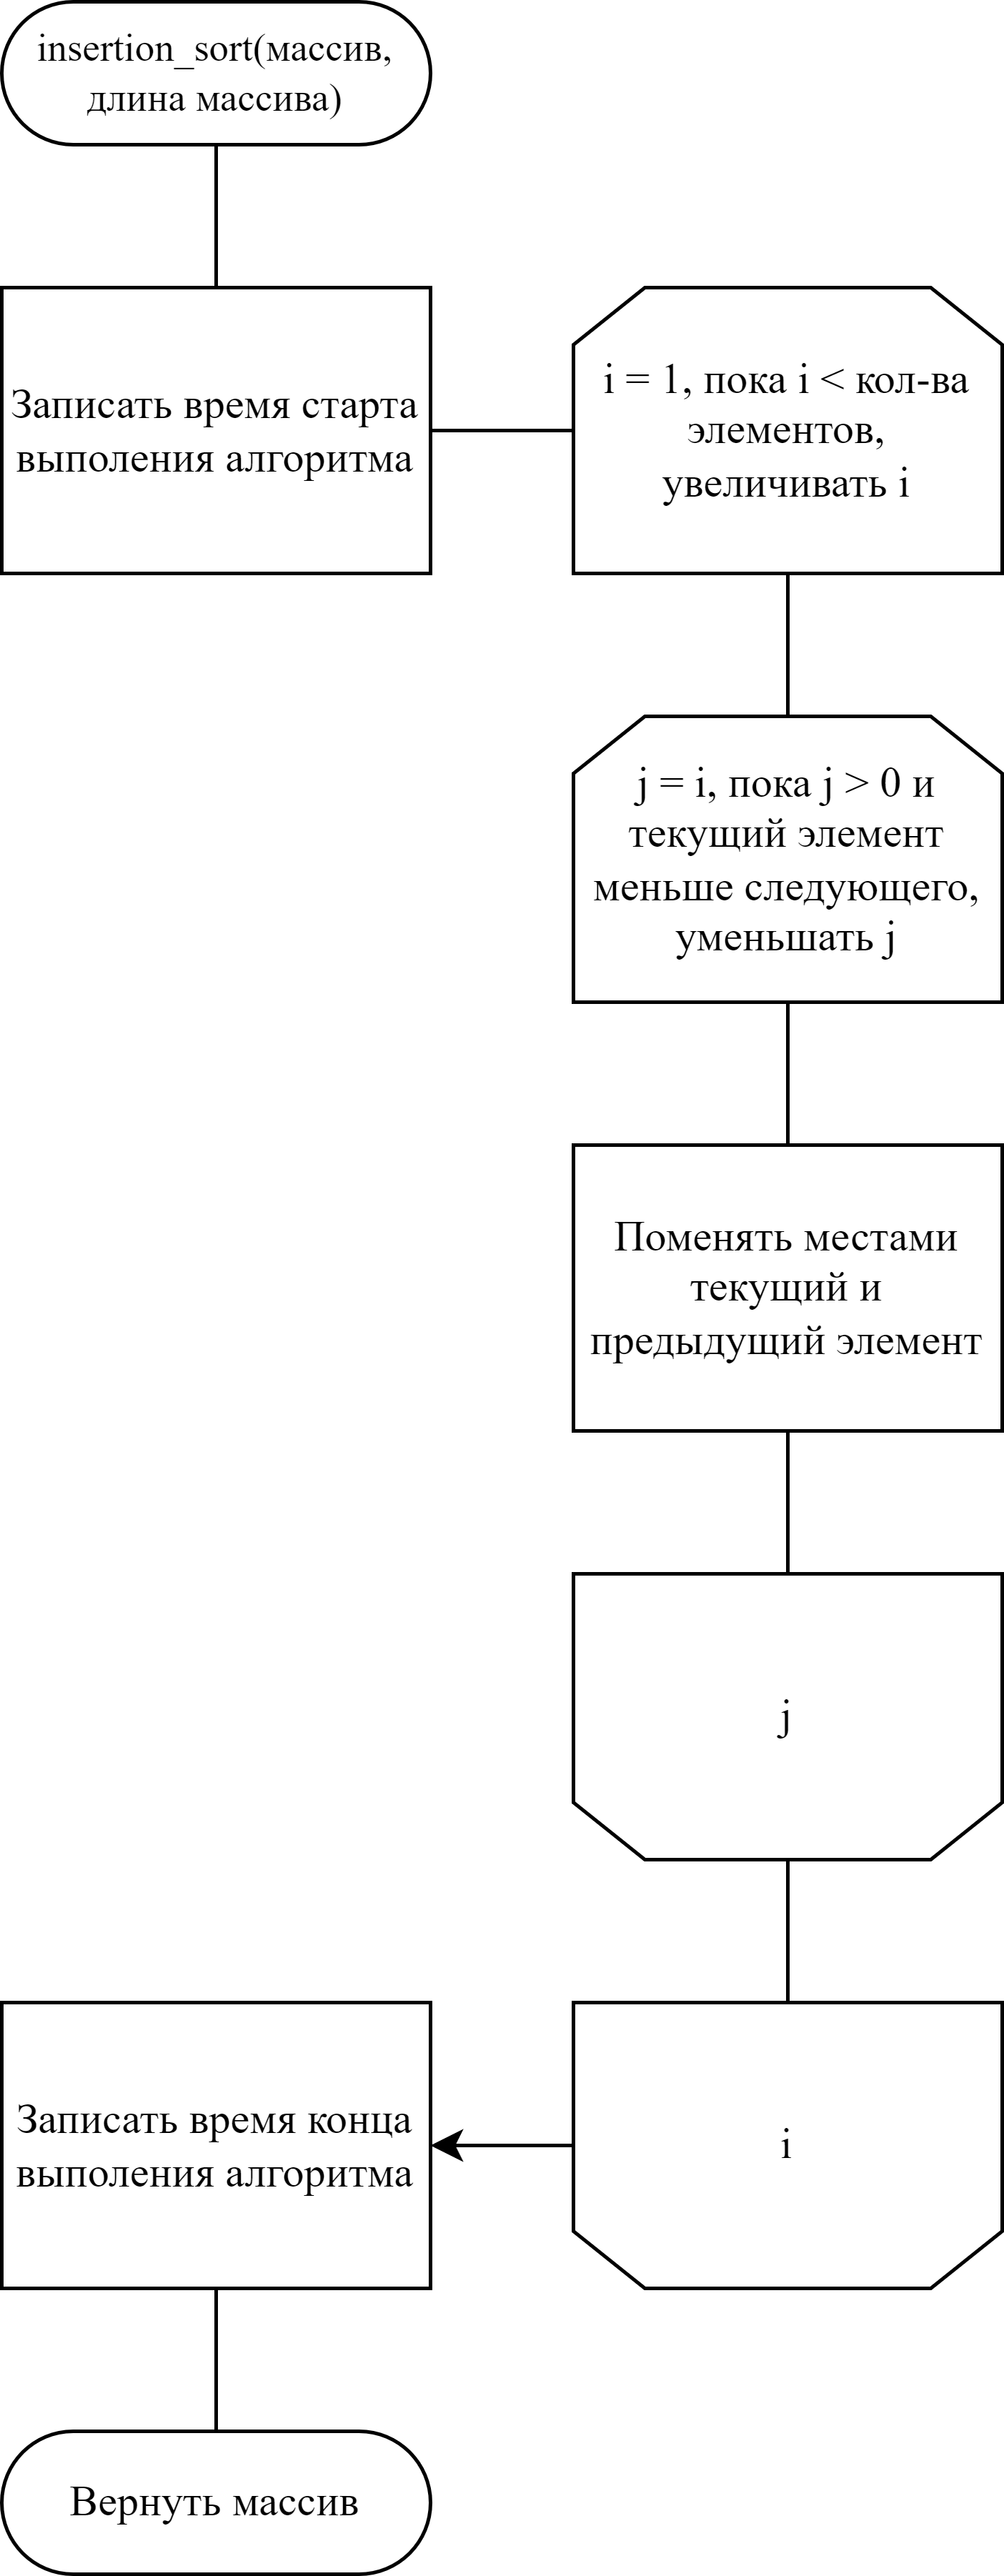 insertion_sort(массив,
длина массива)
Записать время старта
выполения алгоритма
i = 1, пока i < кол-ва
элементов,
увеличивать i
j = i, пока j > 0 и
текущий элемент
меньше следующего,
уменьшать j
Поменять местами
текущий и
предыдущий элемент
j
i
Записать время конца
выполения алгоритма
Вернуть массив